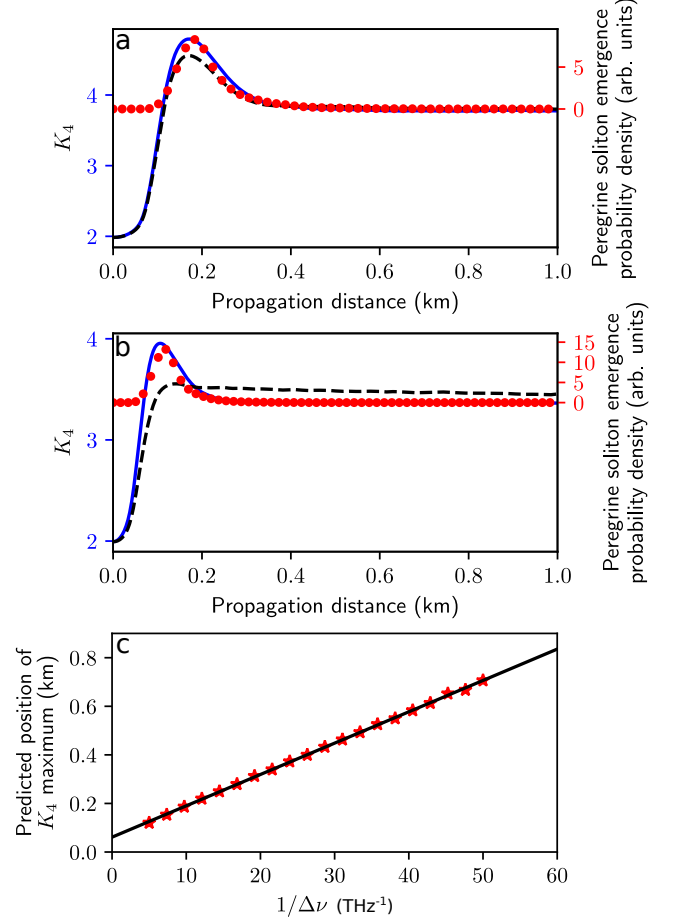 a
K4
4
3
2
5
0
Peregrine soliton emergence
probability density (arb. units)
0.0 0.2 0.4 0.6 0.8 1.0
Propagation distance (km)
b
K4
4
3
2
15
10
5
0
Peregrine soliton emergence
probability density (arb. units)
0.0 0.2 0.4 0.6 0.8 1.0
Propagation distance (km)
c
Predicted position of
K4 maximum (km)
0.8
0.6
0.4
0.2
0.0
0 10 20 30 40 50 60
1/Δν (THz-1)